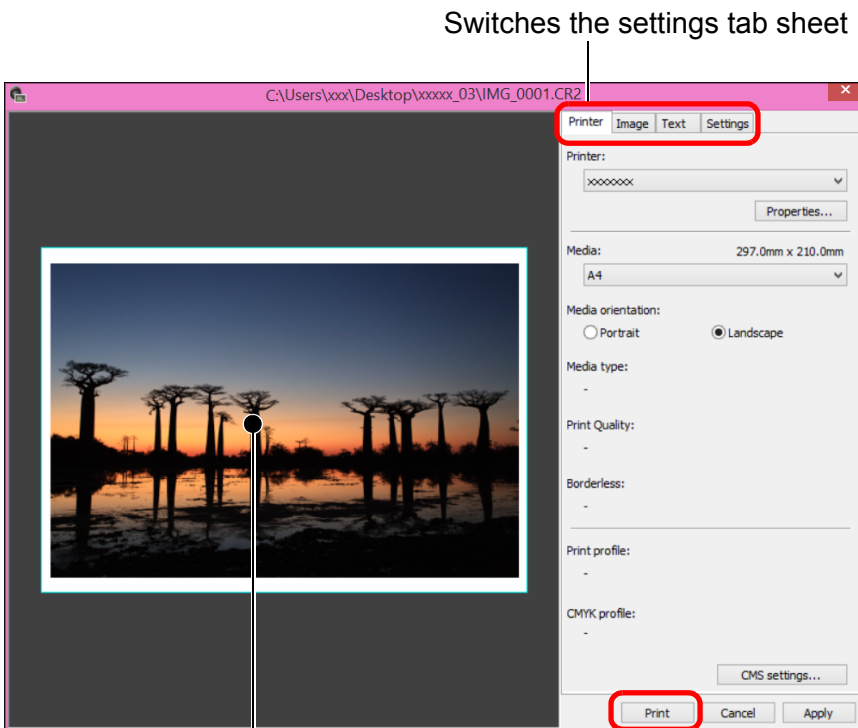 Switches the settings tab sheet
C:\Users\xxx\Desktop\xxxxx_03\IMG_0001.CR2
Printer Image Text Settings
Printer:
xxxxxxx
Properties...
Media: 297.0mm x 210.0mm
A4
Media orientation:
Portrait Landscape
Media type:
-
Print Quality:
-
Borderless:
-
Print profile:
-
CMYK profile:
-
CMS settings...
Print Cancel Apply